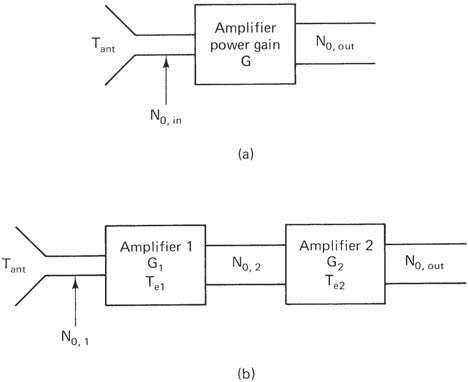 Amplifier
power gain
G
T_ant
N_0, out
N_0, in
(a)
Amplifier 1
G_1
T_e1
Amplifier 2
G_2
T_e2
T_ant
N_0, 2
N_0, out
N_0, 1
(b)